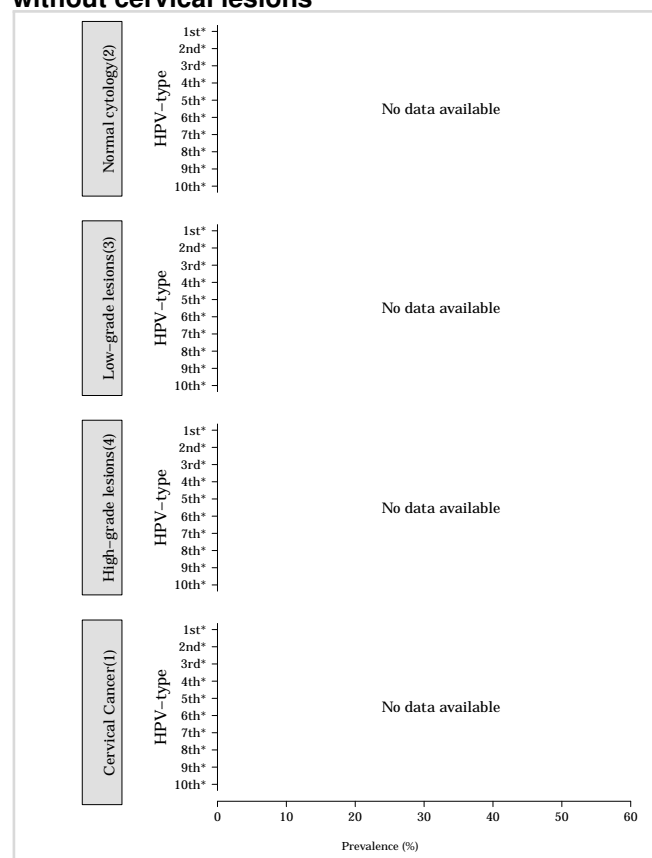 without cervical lesions
Normal cytology(2)
HPV−type
1st*
2nd*
3rd*
4th*
5th*
6th*
7th*
8th*
9th*
10th*
No data available
Low−grade lesions(3)
HPV−type
1st*
2nd*
3rd*
4th*
5th*
6th*
7th*
8th*
9th*
10th*
No data available
High−grade lesions(4)
HPV−type
1st*
2nd*
3rd*
4th*
5th*
6th*
7th*
8th*
9th*
10th*
No data available
Cervical Cancer(1)
HPV−type
1st*
2nd*
3rd*
4th*
5th*
6th*
7th*
8th*
9th*
10th*
No data available
0 10 20 30 40 50 60
Prevalence (%)